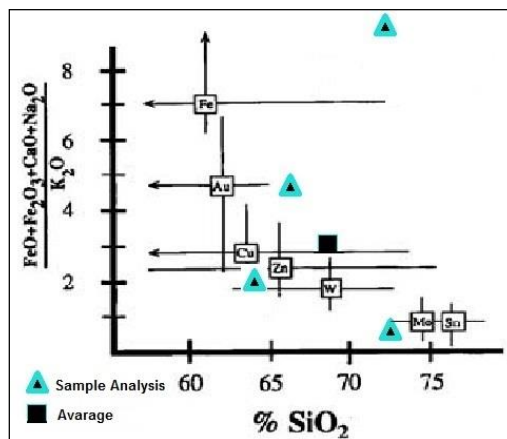 FeO+Fe2O3+CaO+Na2O
K2O
8
6
4
2
0
Fe
Au
Cu
Zn
W
Mo
Sn
60
65
70
75
% SiO2
Sample Analysis
Avarage